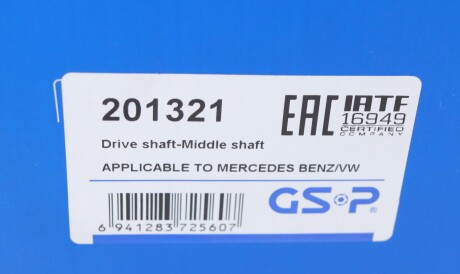 201321
EAC IATF
16949
CERTIFIED
COMPANY
Drive shaft-Middle shaft
APPLICABLE TO MERCEDES BENZ/VW
6 941283 725607
GSP®